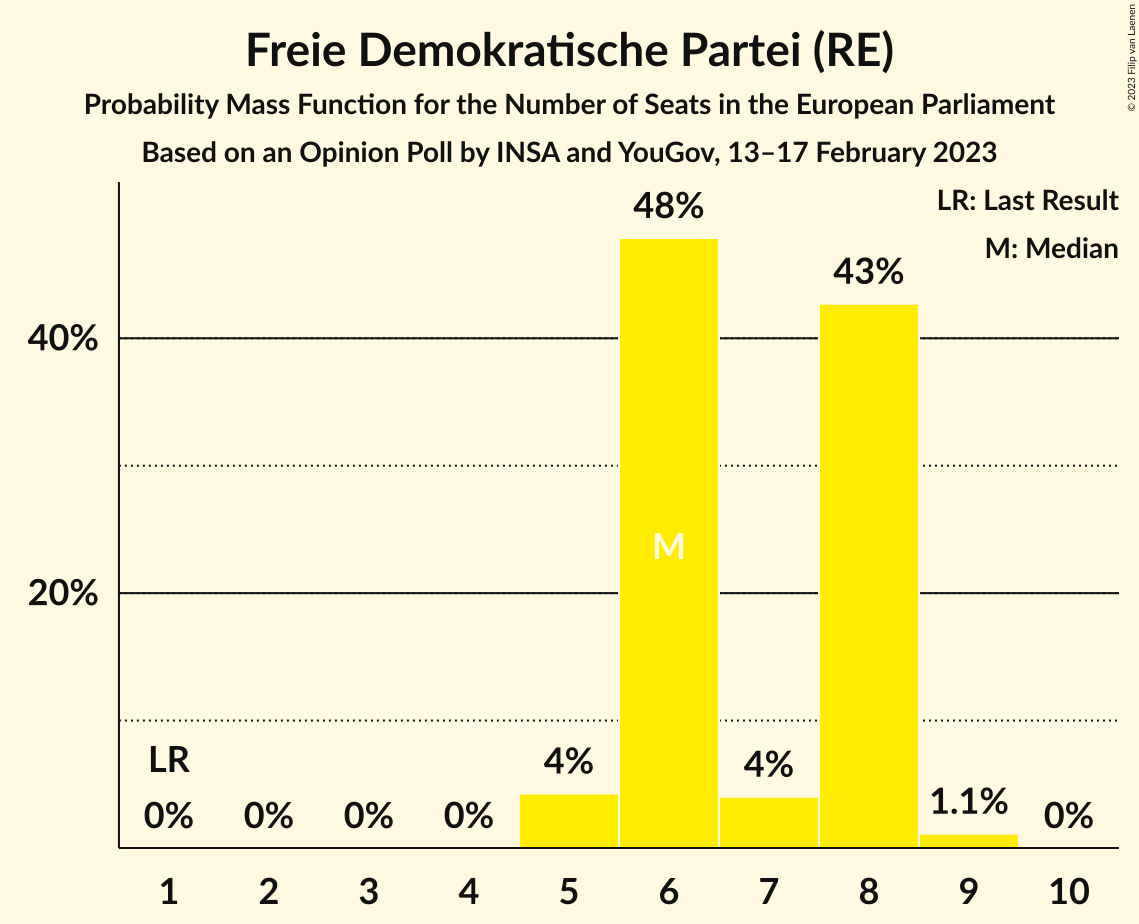 Freie Demokratische Partei (RE)
Probability Mass Function for the Number of Seats in the European Parliament
Based on an Opinion Poll by INSA and YouGov, 13–17 February 2023
© 2023 Filip van Laenen
LR: Last Result
M: Median
48%
43%
40%
M
20%
LR
0%
0%
0%
0%
4%
4%
1.1%
0%
1 2 3 4 5 6 7 8 9 10